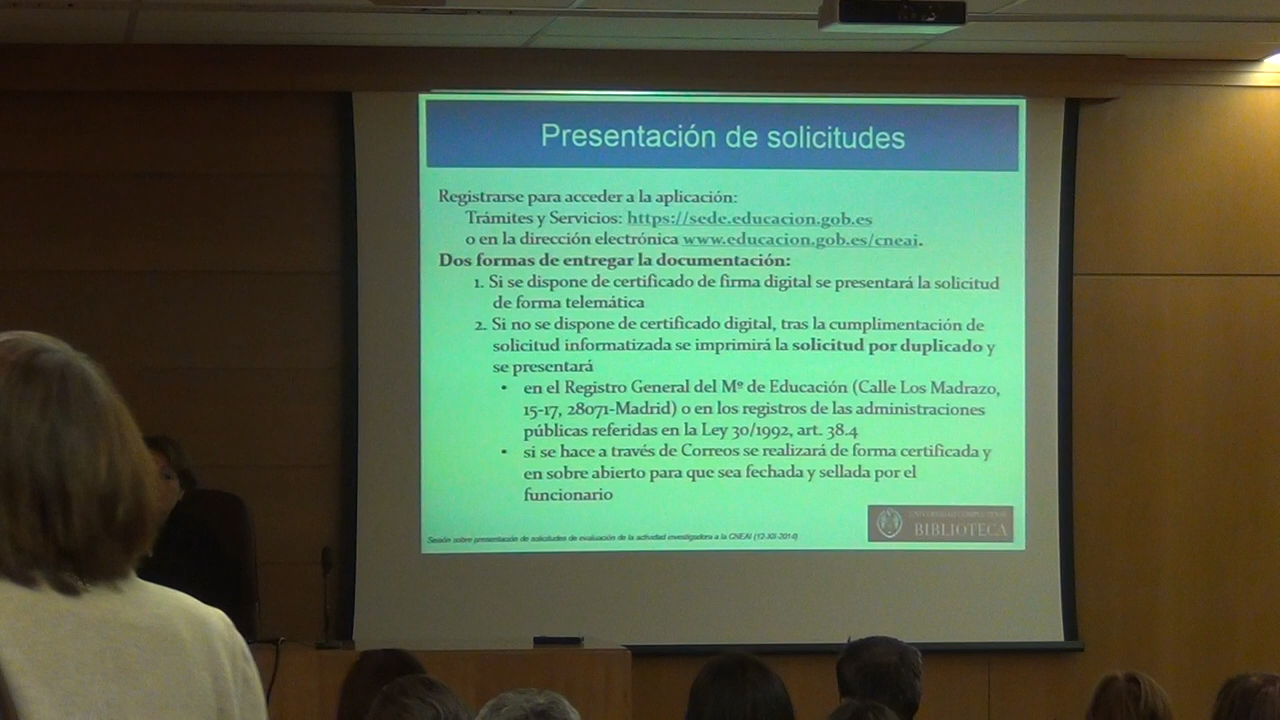 Presentación de solicitudes
Registrarse para acceder a la aplicación:
Trámites y Servicios: https://sede.educacion.gob.es
o en la dirección electrónica www.educacion.gob.es/cneai.
Dos formas de entregar la documentación:
1. Si se dispone de certificado de firma digital se presentará la solicitud
de forma telemática
2. Si no se dispone de certificado digital, tras la cumplimentación de
solicitud informatizada se imprimirá la solicitud por duplicado y
se presentará
• en el Registro General del Mº de Educación (Calle Los Madrazo,
15-17, 28071-Madrid) o en los registros de las administraciones
públicas referidas en la Ley 30/1992, art. 38.4
• si se hace a través de Correos se realizará de forma certificada y
en sobre abierto para que sea fechada y sellada por el
funcionario
UNIVERSIDAD COMPLUTENSE
BIBLIOTECA
Sesión sobre presentación de solicitudes de evaluación de la actividad investigadora a la CNEAI (12-XII-2014)